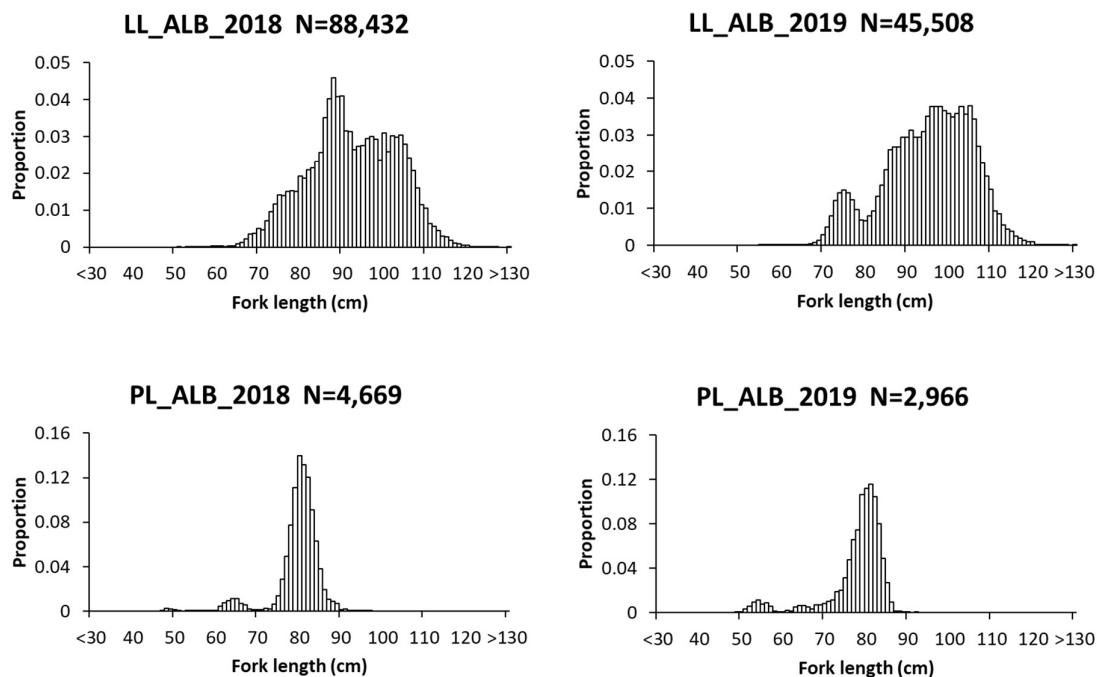 LL_ALB_2018 N=88,432
Proportion
0.05
0.04
0.03
0.02
0.01
0
<30 40 50 60 70 80 90 100 110 120 >130
Fork length (cm)
LL_ALB_2019 N=45,508
Proportion
0.05
0.04
0.03
0.02
0.01
0
<30 40 50 60 70 80 90 100 110 120 >130
Fork length (cm)
PL_ALB_2018 N=4,669
Proportion
0.16
0.12
0.08
0.04
0
<30 40 50 60 70 80 90 100 110 120 >130
Fork length (cm)
PL_ALB_2019 N=2,966
Proportion
0.16
0.12
0.08
0.04
0
<30 40 50 60 70 80 90 100 110 120 >130
Fork length (cm)